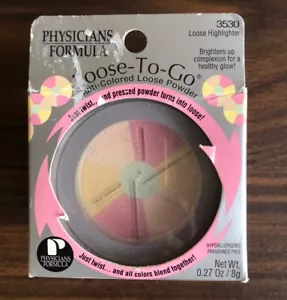 PHYSICIANS
FORMULA
3530
Loose Highlighter
Loose-To-Go®
Multi-Colored Loose Powder
Brightens up
complexion for a
healthy glow!
Just twist... and pressed powder turns into loose!
Just twist... and all colors blend together!
HYPOALLERGENIC
FRAGRANCE FREE
P
PHYSICIANS
FORMULA
Net Wt.
0.27 Oz / 8g